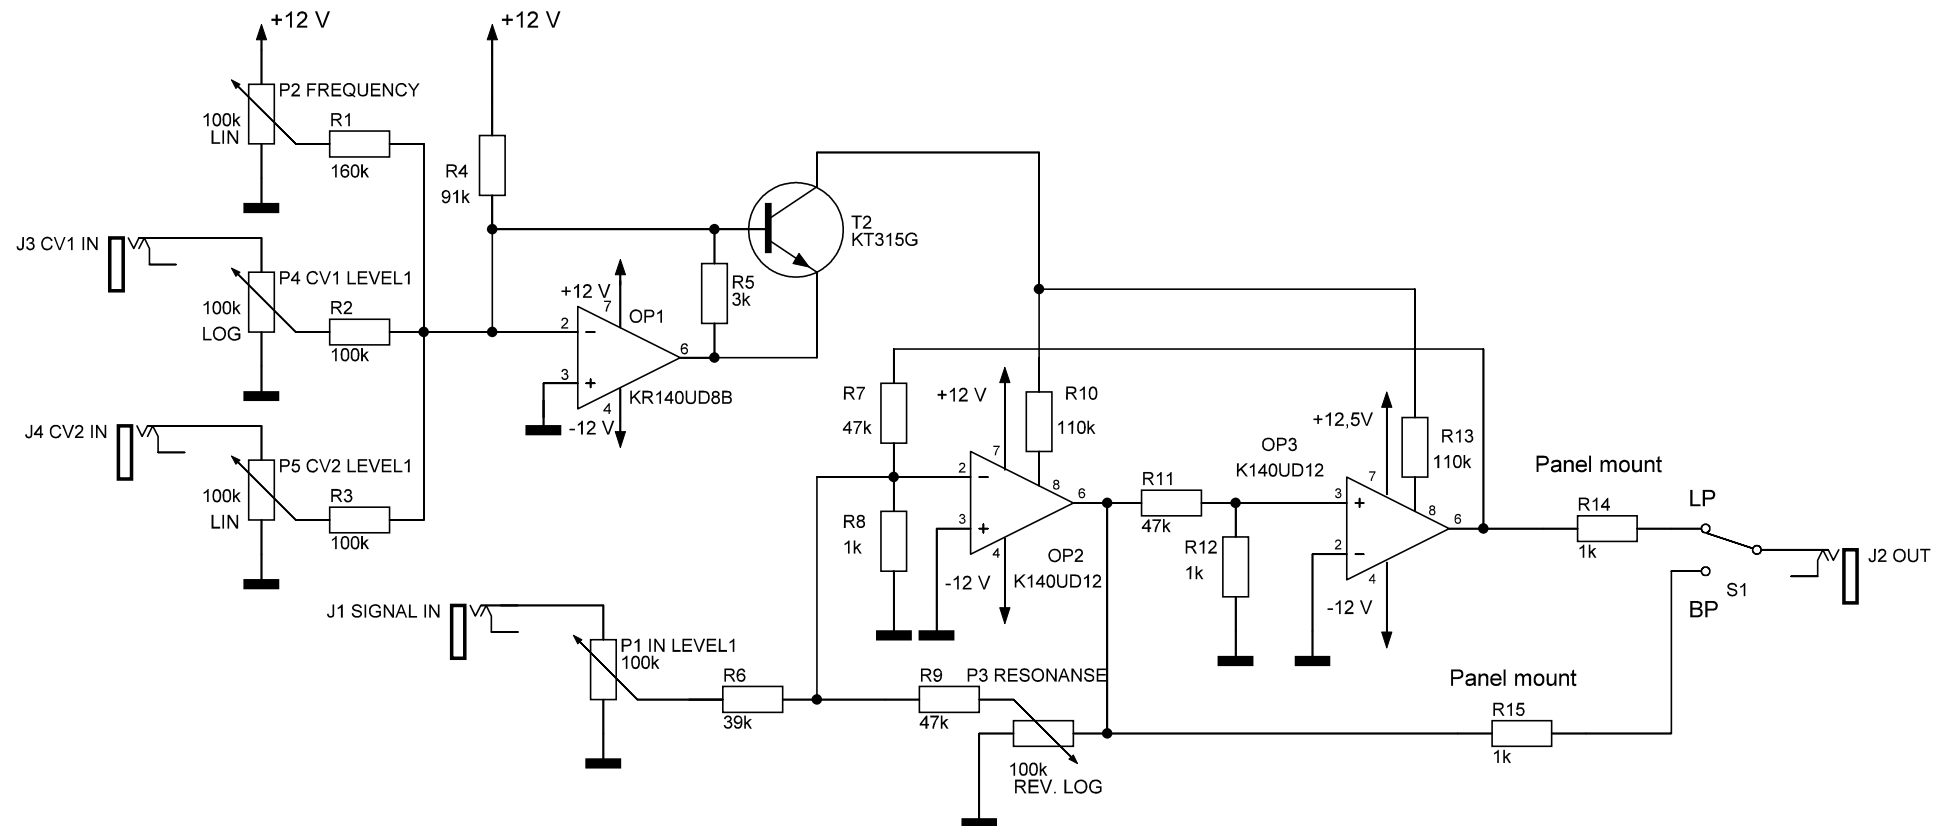 +12 V
P2 FREQUENCY
100k
LIN
R1
160k
+12 V
R4
91k
J3 CV1 IN
P4 CV1 LEVEL1
100k
LOG
R2
100k
J4 CV2 IN
P5 CV2 LEVEL1
100k
LIN
R3
100k
T2
KT315G
R5
3k
+12 V
7
OP1
2
−
6
3
+
4
KR140UD8B
-12 V
J1 SIGNAL IN
P1 IN LEVEL1
100k
R6
39k
R7
47k
R8
1k
+12 V
R10
110k
7
2
−
8
6
3
+
4
OP2
K140UD12
-12 V
R9
47k
P3 RESONANSE
100k
REV. LOG
R11
47k
R12
1k
OP3
K140UD12
+12,5V
R13
110k
7
3
+
8
6
2
−
4
-12 V
Panel mount
R14
1k
LP
BP
S1
J2 OUT
Panel mount
R15
1k